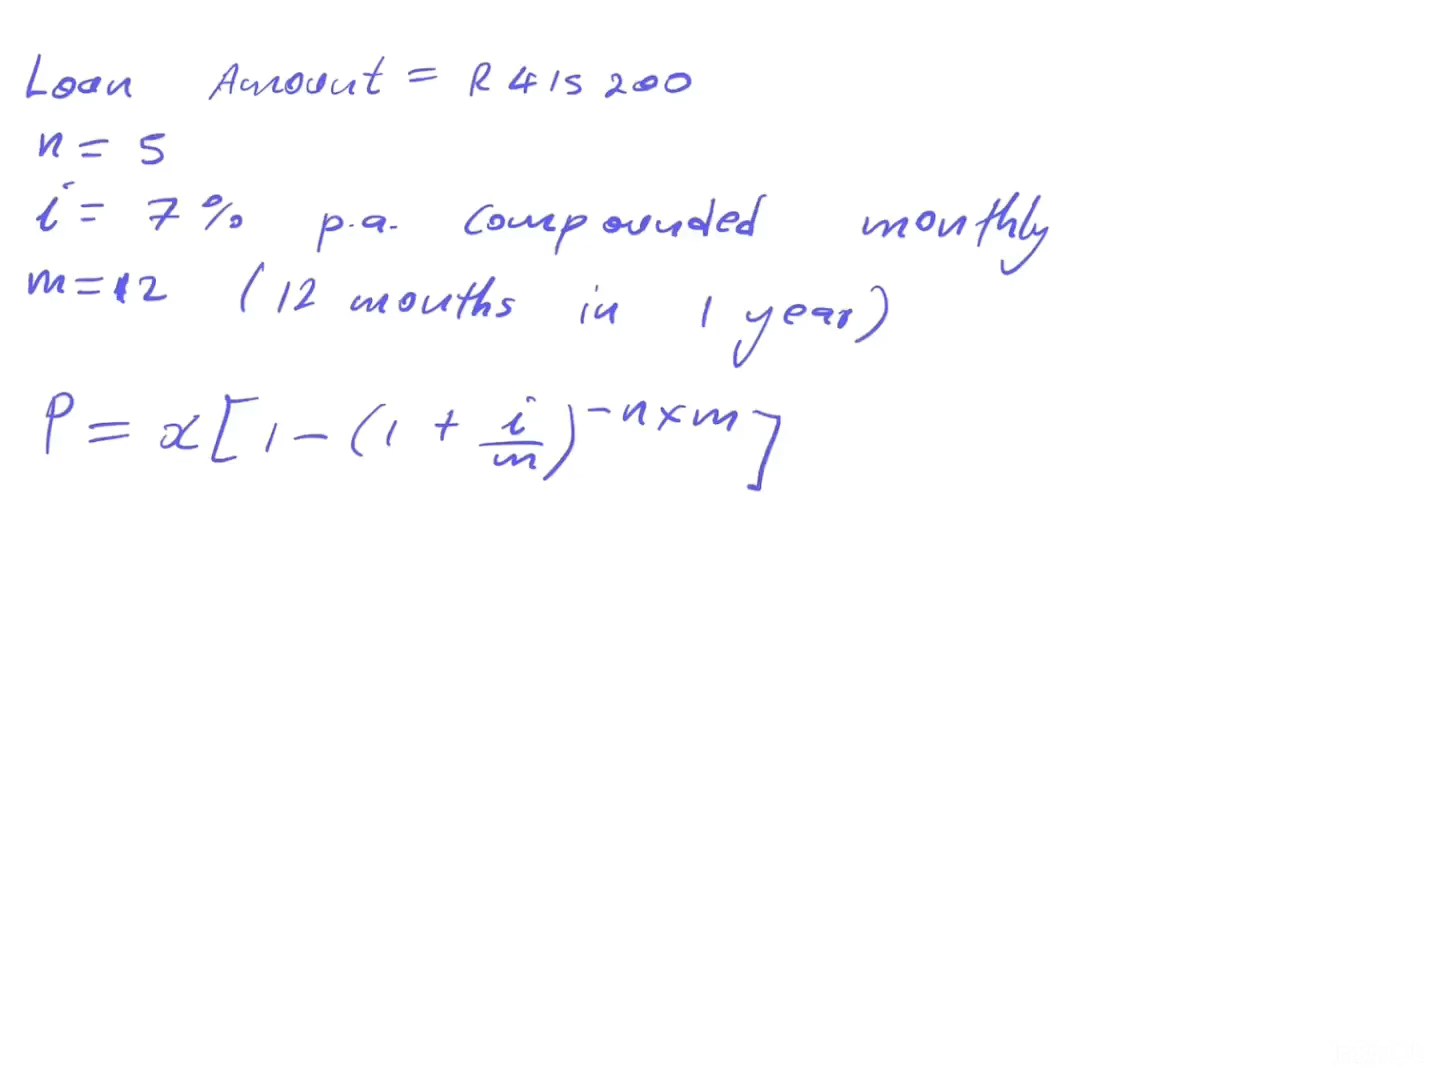 Loan Amount = R 415 200
n = 5
i = 7% p.a. compounded monthly
m = 12 (12 months in 1 year)
P = x[1 - (1 + i/m)^{-n×m}]